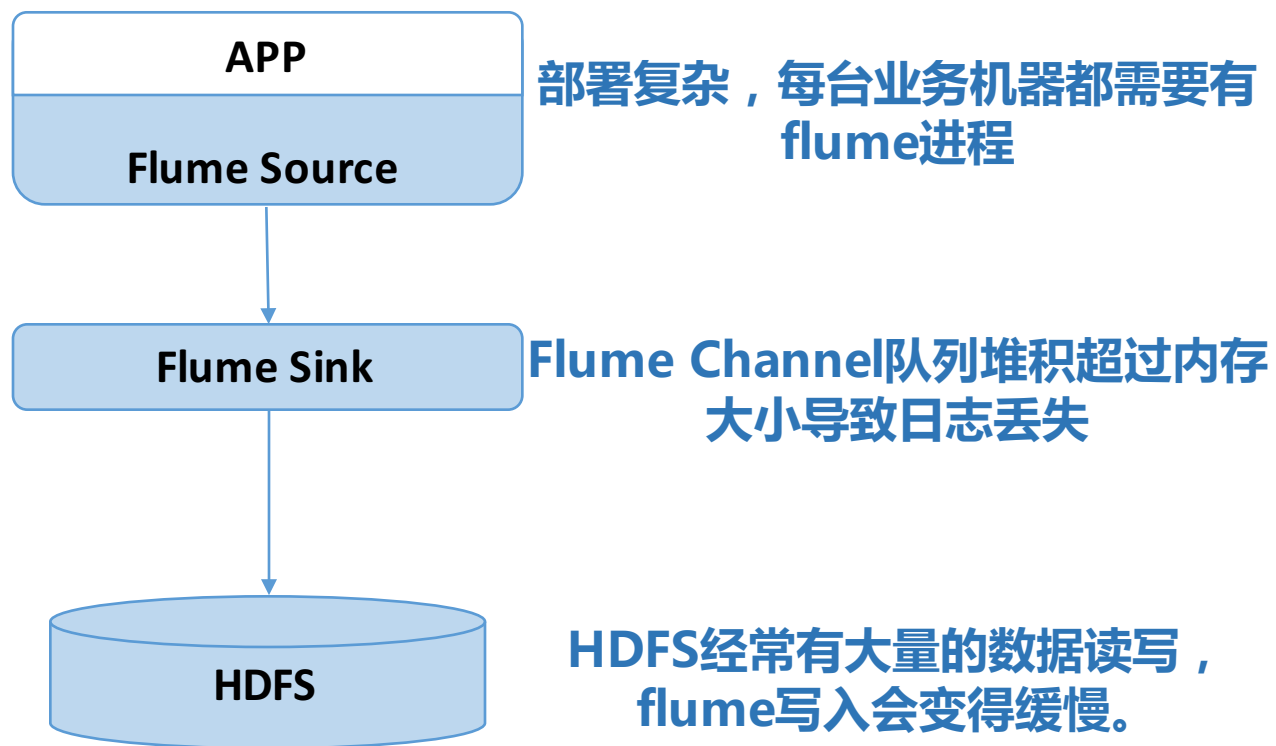 APP
部署复杂，每台业务机器都需要有
flume进程
Flume Source
Flume Sink
Flume Channel队列堆积超过内存
大小导致日志丢失
HDFS
HDFS经常有大量的数据读写，
flume写入会变得缓慢。